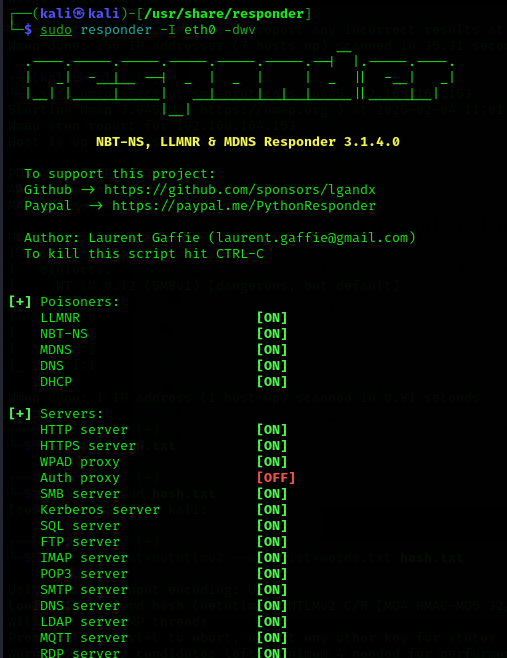 ┌──(kali㉿kali)-[/usr/share/responder]
└─$ sudo responder -I eth0 -dwv
NBT-NS, LLMNR & MDNS Responder 3.1.4.0
To support this project:
Github -> https://github.com/sponsors/lgandx
Paypal  -> https://paypal.me/PythonResponder
Author: Laurent Gaffie (laurent.gaffie@gmail.com)
To kill this script hit CTRL-C
[+] Poisoners:
LLMNR [ON]
NBT-NS [ON]
MDNS [ON]
DNS [ON]
DHCP [ON]
[+] Servers:
HTTP server [ON]
HTTPS server [ON]
WPAD proxy [ON]
Auth proxy [OFF]
SMB server [ON]
Kerberos server [ON]
SQL server [ON]
FTP server [ON]
IMAP server [ON]
POP3 server [ON]
SMTP server [ON]
DNS server [ON]
LDAP server [ON]
MQTT server [ON]
RDP server [ON]